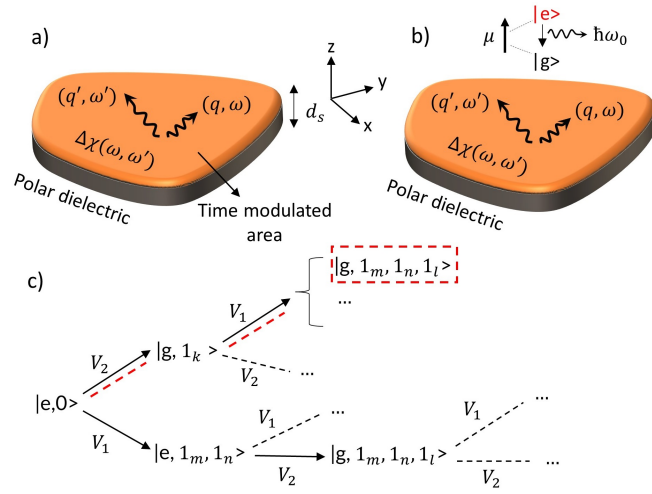 a)
(q′, ω′)
(q, ω)
Δχ(ω, ω′)
Polar dielectric
Time modulated
area
d_s
z
y
x
b)
μ
|e>
|g>
ħω₀
(q′, ω′)
(q, ω)
Δχ(ω, ω′)
Polar dielectric
c)
|e,0>
V₂
|g, 1ₖ >
V₁
|g, 1ₘ, 1ₙ, 1ₗ>
...
V₂
...
V₁
|e, 1ₘ, 1ₙ>
V₁
...
V₂
|g, 1ₘ, 1ₙ, 1ₗ>
V₁
...
V₂
...